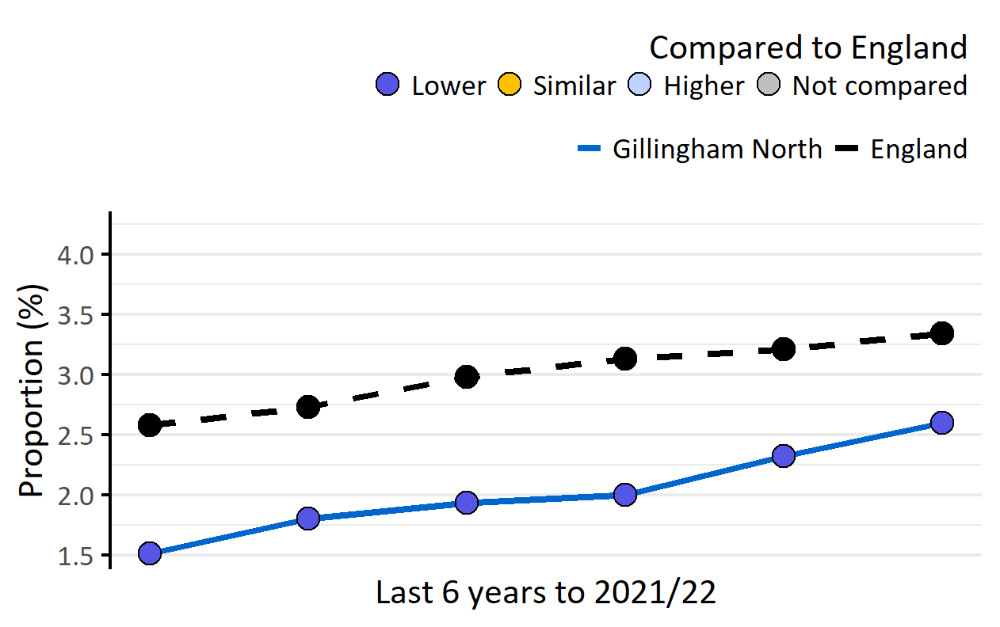 Compared to England
Lower Similar Higher Not compared
Gillingham North England
4.0
3.5
3.0
2.5
2.0
1.5
Proportion (%)
Last 6 years to 2021/22